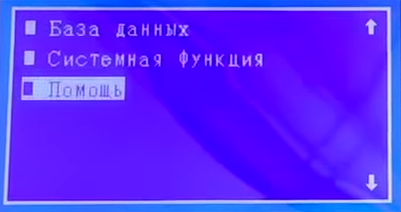 База данных
Системная функция
Помощь